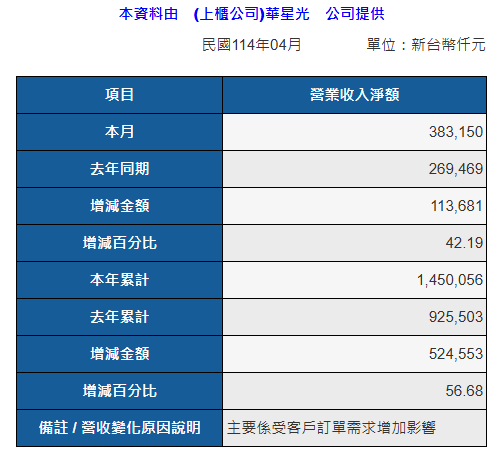 本資料由　(上櫃公司)華星光　公司提供
民國114年04月　單位：新台幣仟元
項目　營業收入淨額
本月　383,150
去年同期　269,469
增減金額　113,681
增減百分比　42.19
本年累計　1,450,056
去年累計　925,503
增減金額　524,553
增減百分比　56.68
備註 / 營收變化原因說明　主要係受客戶訂單需求增加影響